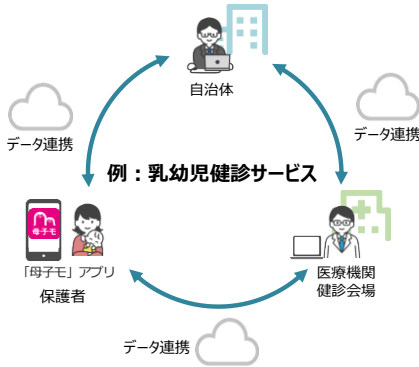 自治体
データ連携
データ連携
例：乳幼児健診サービス
母子モ
「母子モ」アプリ
保護者
医療機関
健診会場
データ連携